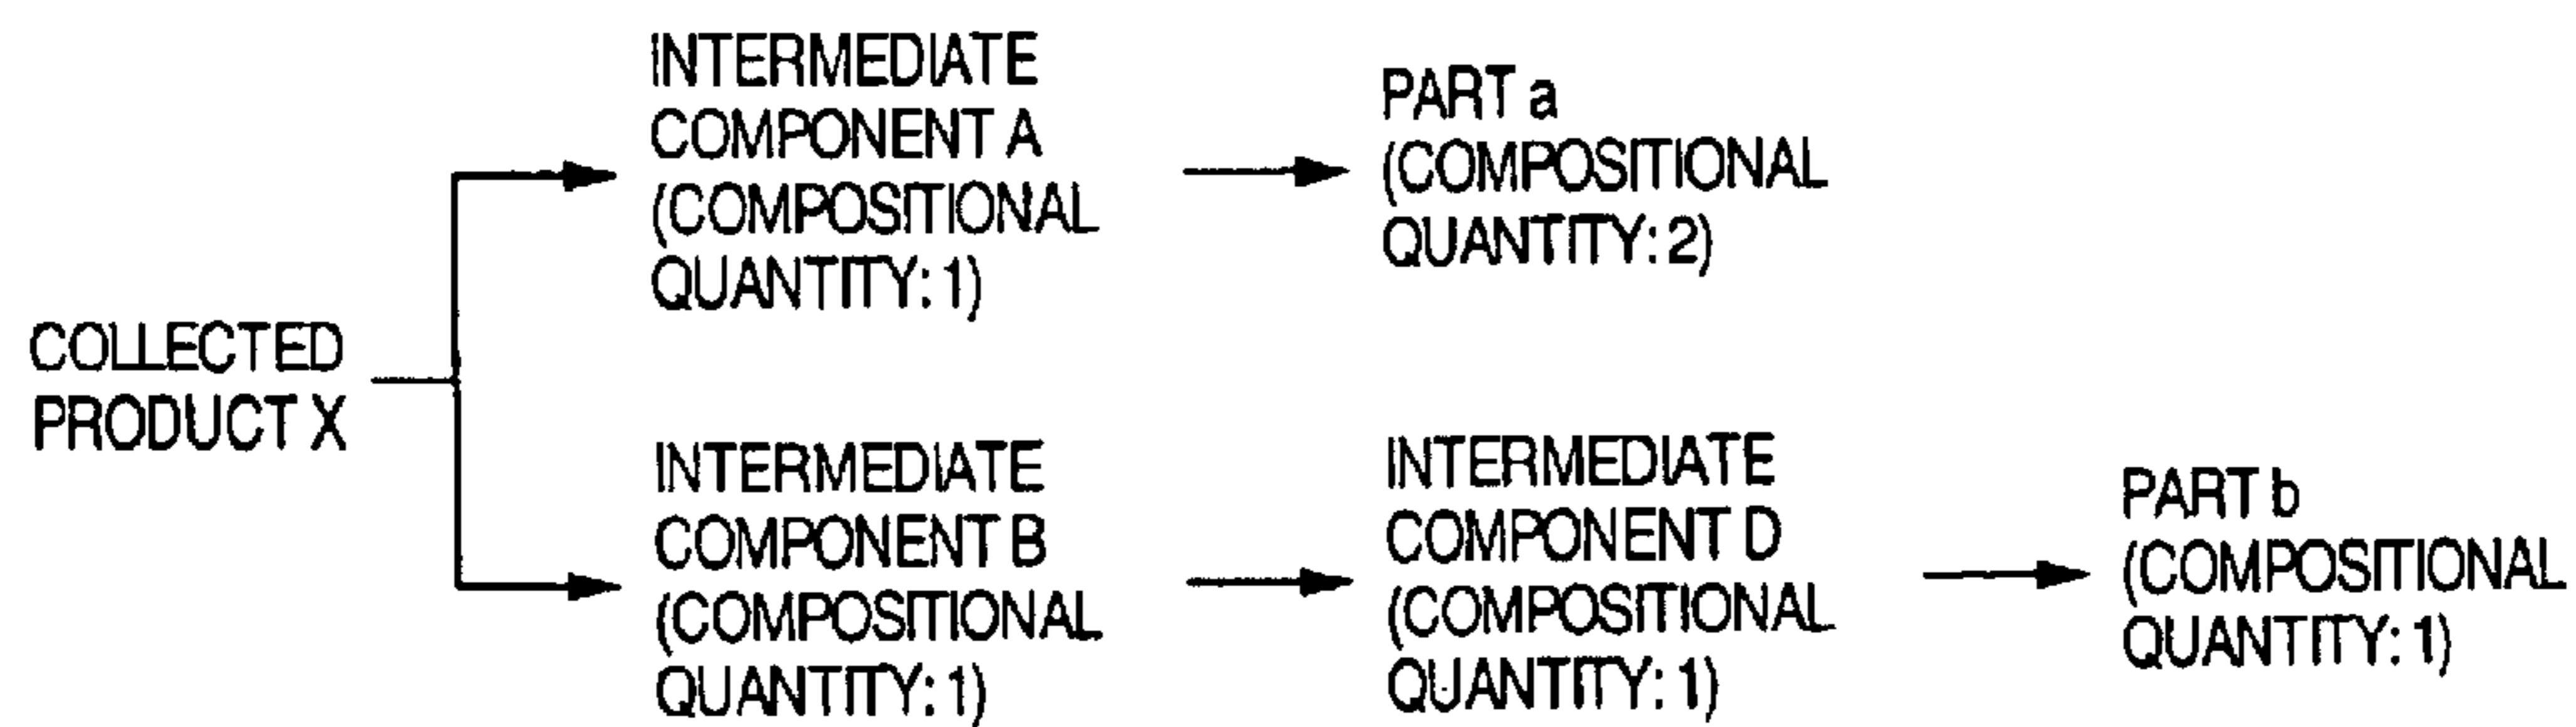 COLLECTED
PRODUCT X
INTERMEDIATE
COMPONENT A
(COMPOSITIONAL
QUANTITY: 1)
PART a
(COMPOSITIONAL
QUANTITY: 2)
INTERMEDIATE
COMPONENT B
(COMPOSITIONAL
QUANTITY: 1)
INTERMEDIATE
COMPONENT D
(COMPOSITIONAL
QUANTITY: 1)
PART b
(COMPOSITIONAL
QUANTITY: 1)